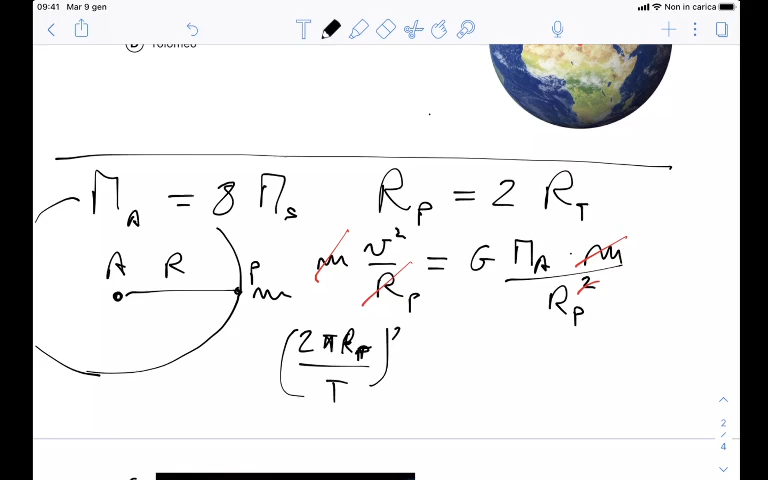 09:41 Mar 9 gen
Non in carica
Tolomeo
M_A = 8 M_S R_P = 2 R_T
A R P m
m v²/R_P = G M_A · m / R_P²
(2πR_P / T)²
2
/
4